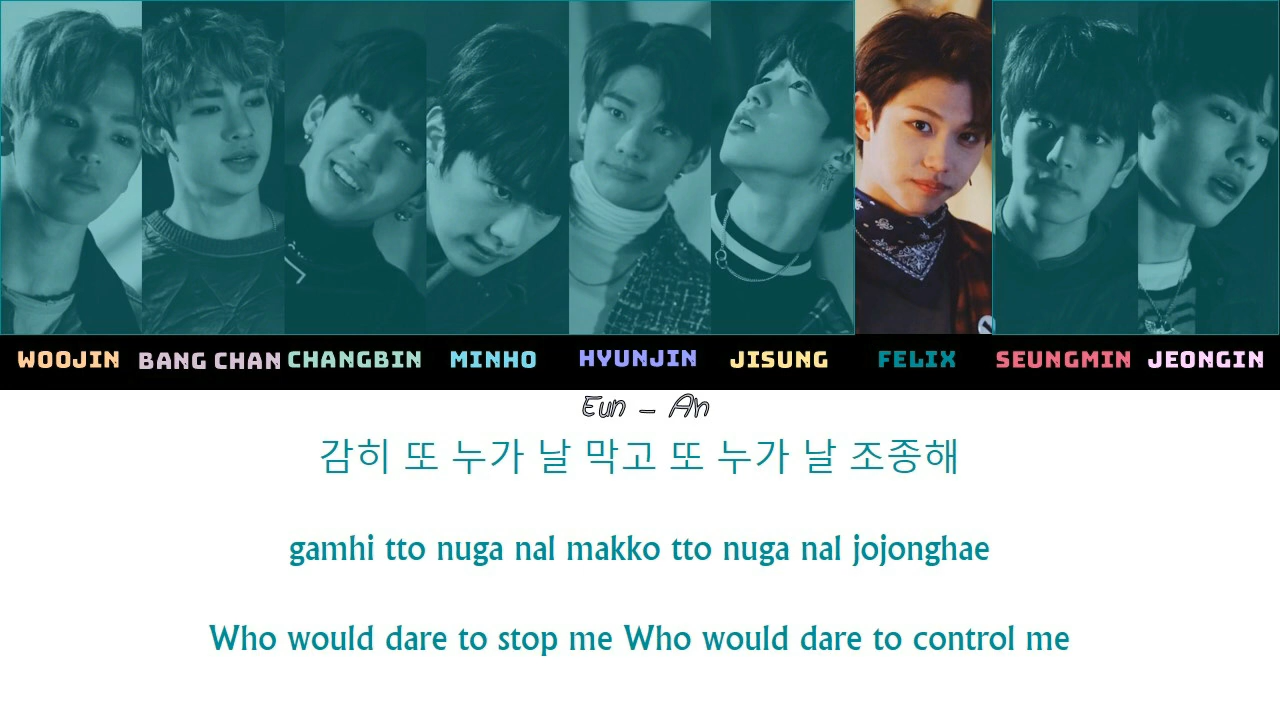 WOOJIN BANG CHAN CHANGBIN MINHO HYUNJIN JISUNG FELIX SEUNGMIN JEONGIN
Eun - Ah
감히 또 누가 날 막고 또 누가 날 조종해
gamhi tto nuga nal makko tto nuga nal jojonghae
Who would dare to stop me Who would dare to control me